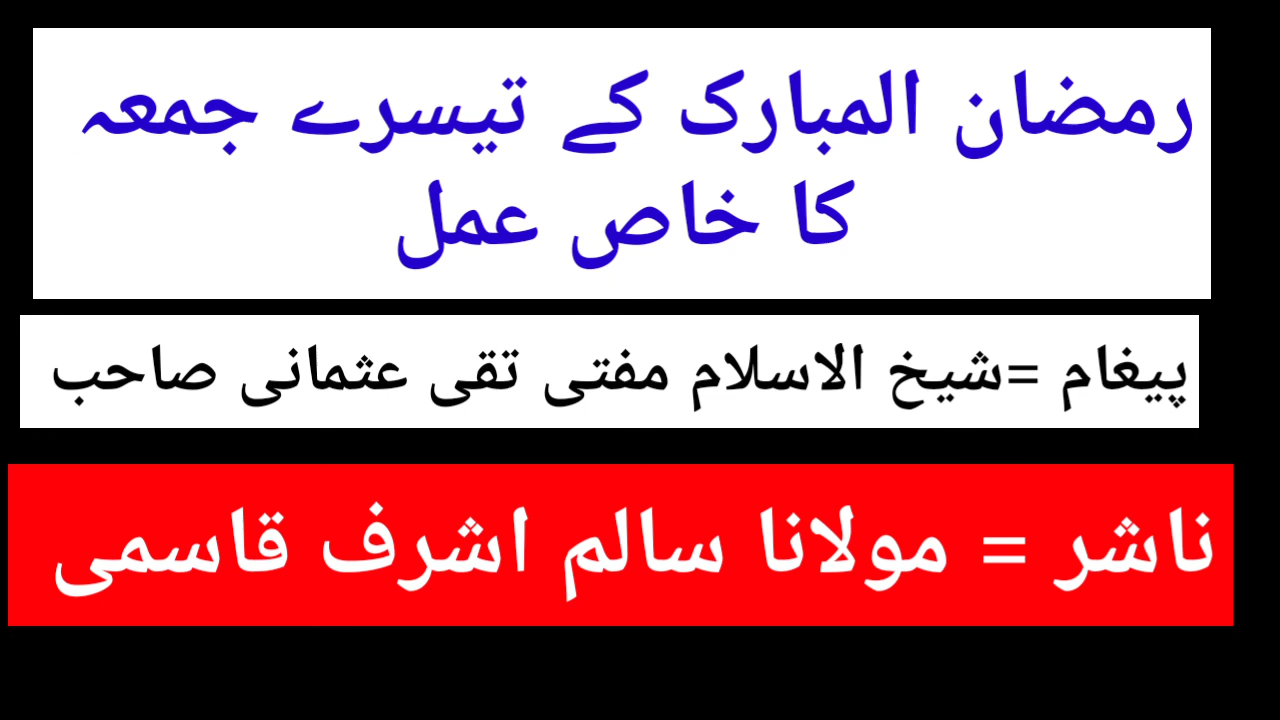 رمضان المبارک کے تیسرے جمعہ
کا خاص عمل
پیغام =شیخ الاسلام مفتی تقی عثمانی صاحب
ناشر = مولانا سالم اشرف قاسمی